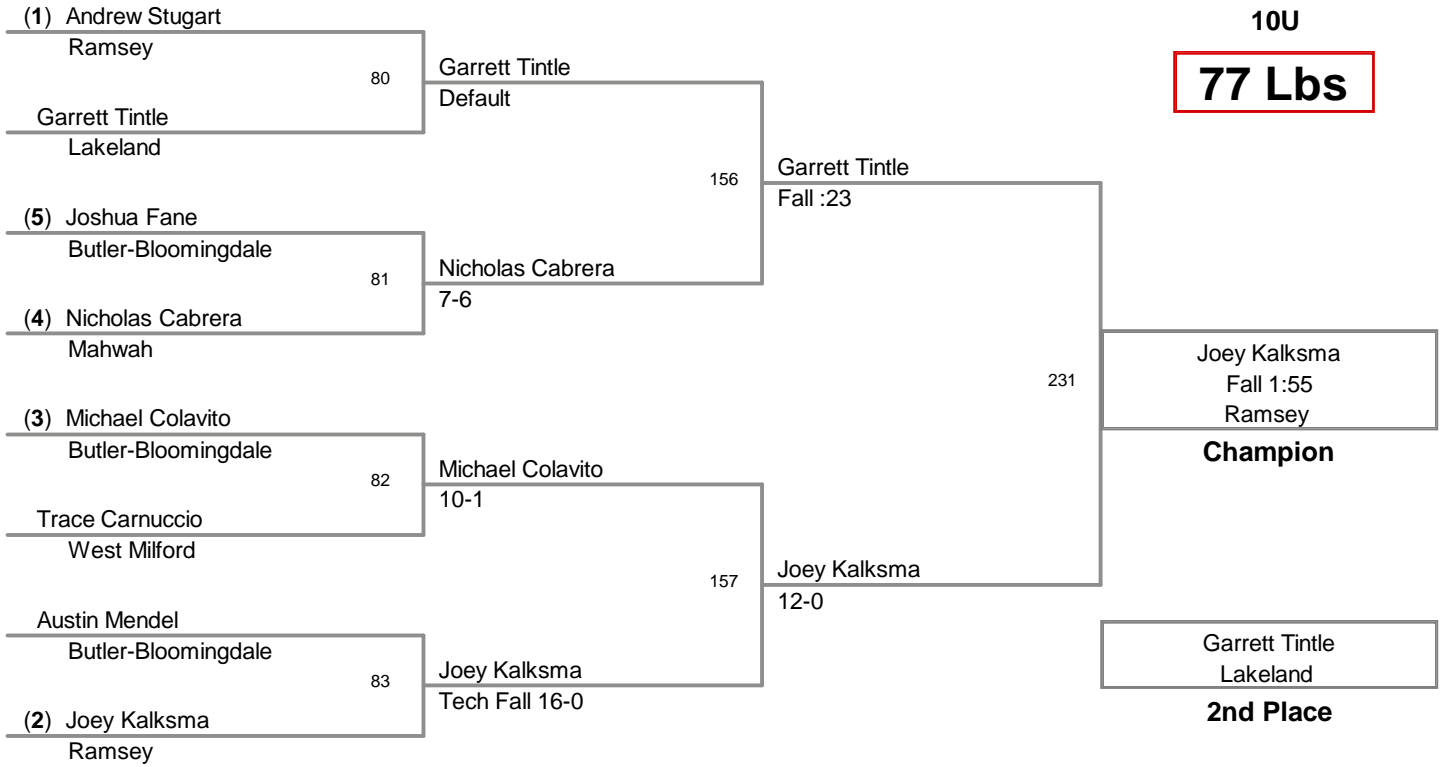 (1) Andrew Stugart
Ramsey
80
Garrett Tintle
Lakeland
Garrett Tintle
Default
(5) Joshua Fane
Butler-Bloomingdale
81
(4) Nicholas Cabrera
Mahwah
Nicholas Cabrera
7-6
156
Garrett Tintle
Fall :23
(3) Michael Colavito
Butler-Bloomingdale
82
Trace Carnuccio
West Milford
Michael Colavito
10-1
Austin Mendel
Butler-Bloomingdale
83
(2) Joey Kalksma
Ramsey
Joey Kalksma
Tech Fall 16-0
157
Joey Kalksma
12-0
231
10U
77 Lbs
Joey Kalksma
Fall 1:55
Ramsey
Champion
Garrett Tintle
Lakeland
2nd Place